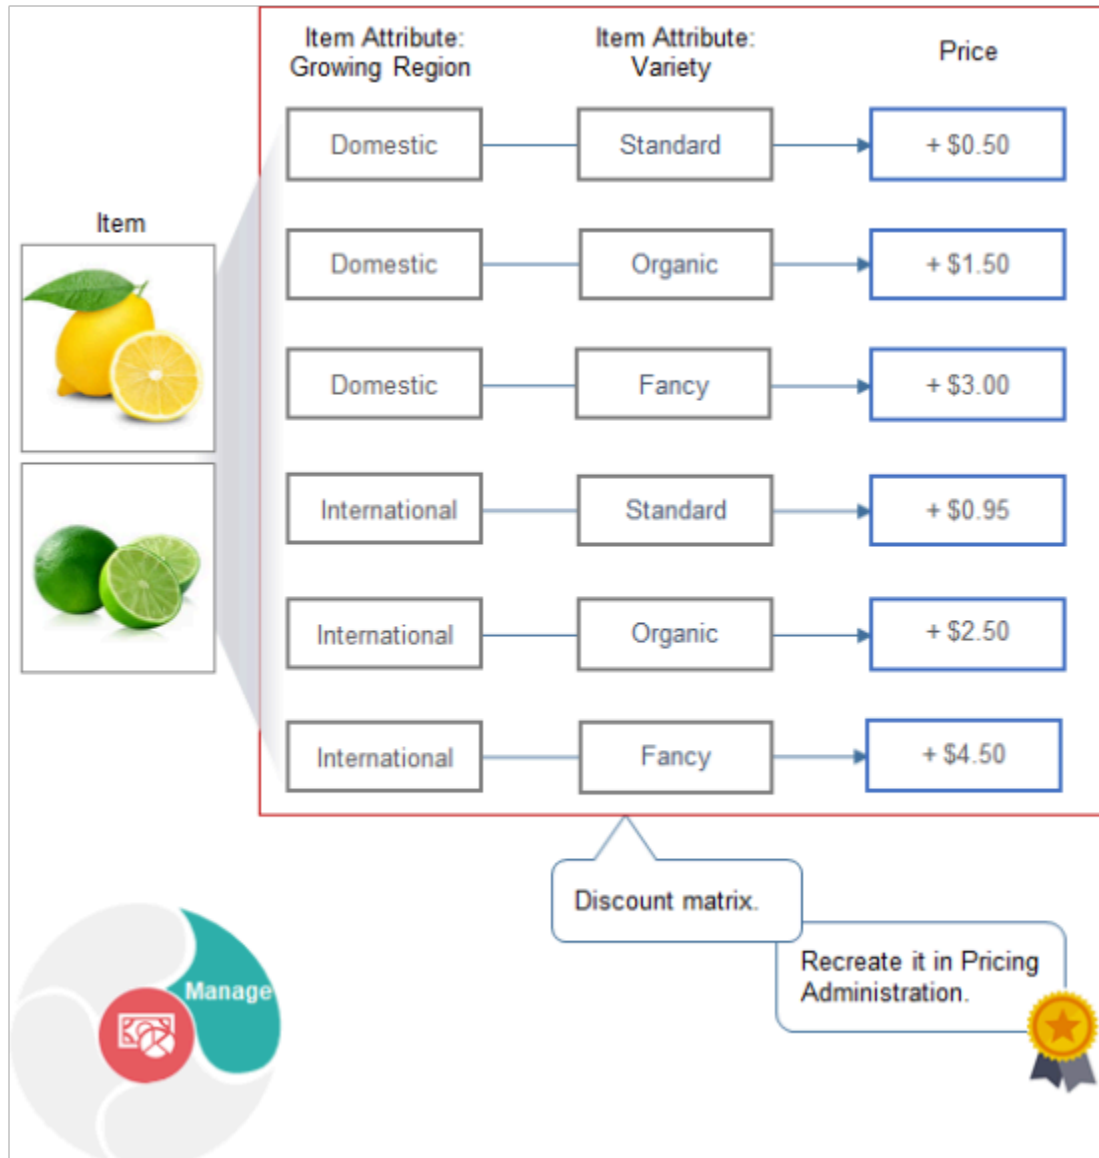 Item Attribute:
Growing Region
Item Attribute:
Variety
Price
Domestic
Standard
+ $0.50
Item
Domestic
Organic
+ $1.50
Domestic
Fancy
+ $3.00
International
Standard
+ $0.95
International
Organic
+ $2.50
International
Fancy
+ $4.50
Discount matrix.
Recreate it in Pricing
Administration.
Manage